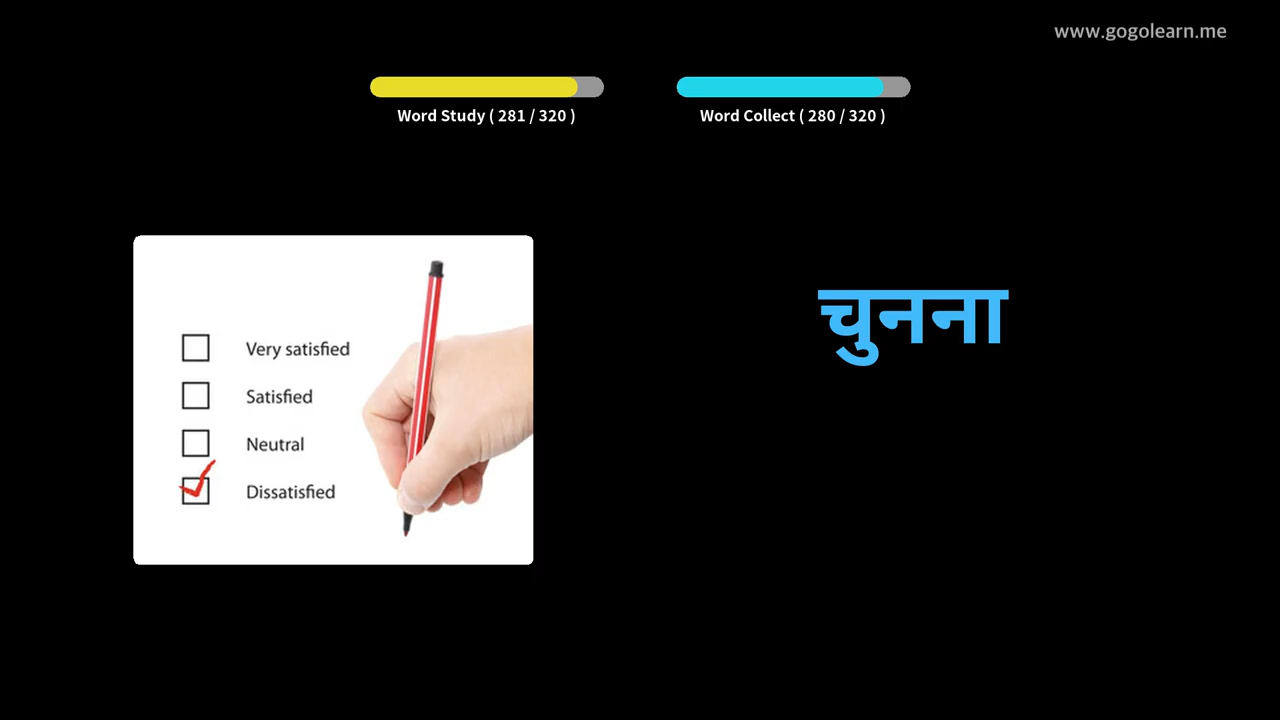 www.gogolearn.me
Word Study ( 281 / 320 )
Word Collect ( 280 / 320 )
Very satisfied
Satisfied
Neutral
Dissatisfied
चुनना